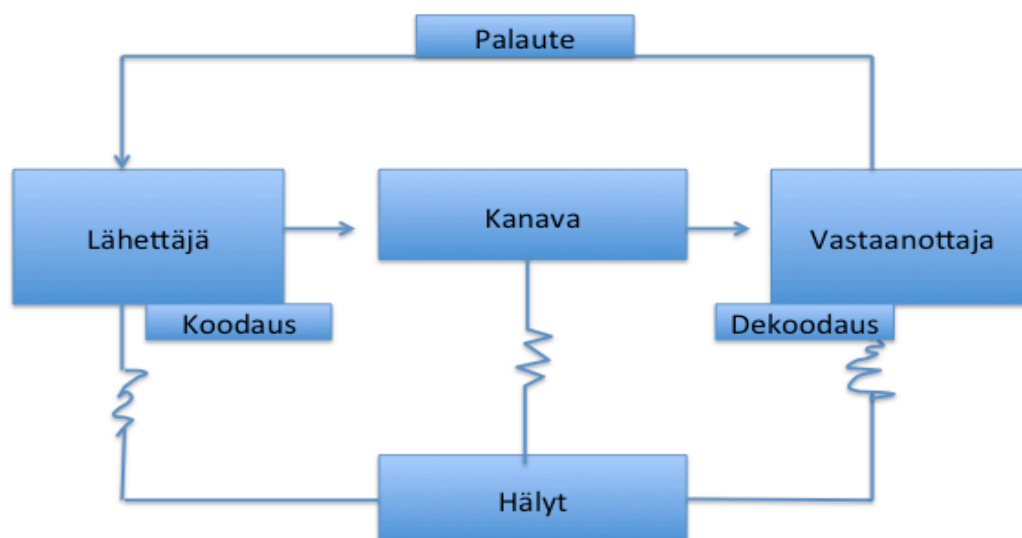 Palaute
Lähettäjä
Kanava
Vastaanottaja
Koodaus
Dekoodaus
Hälyt